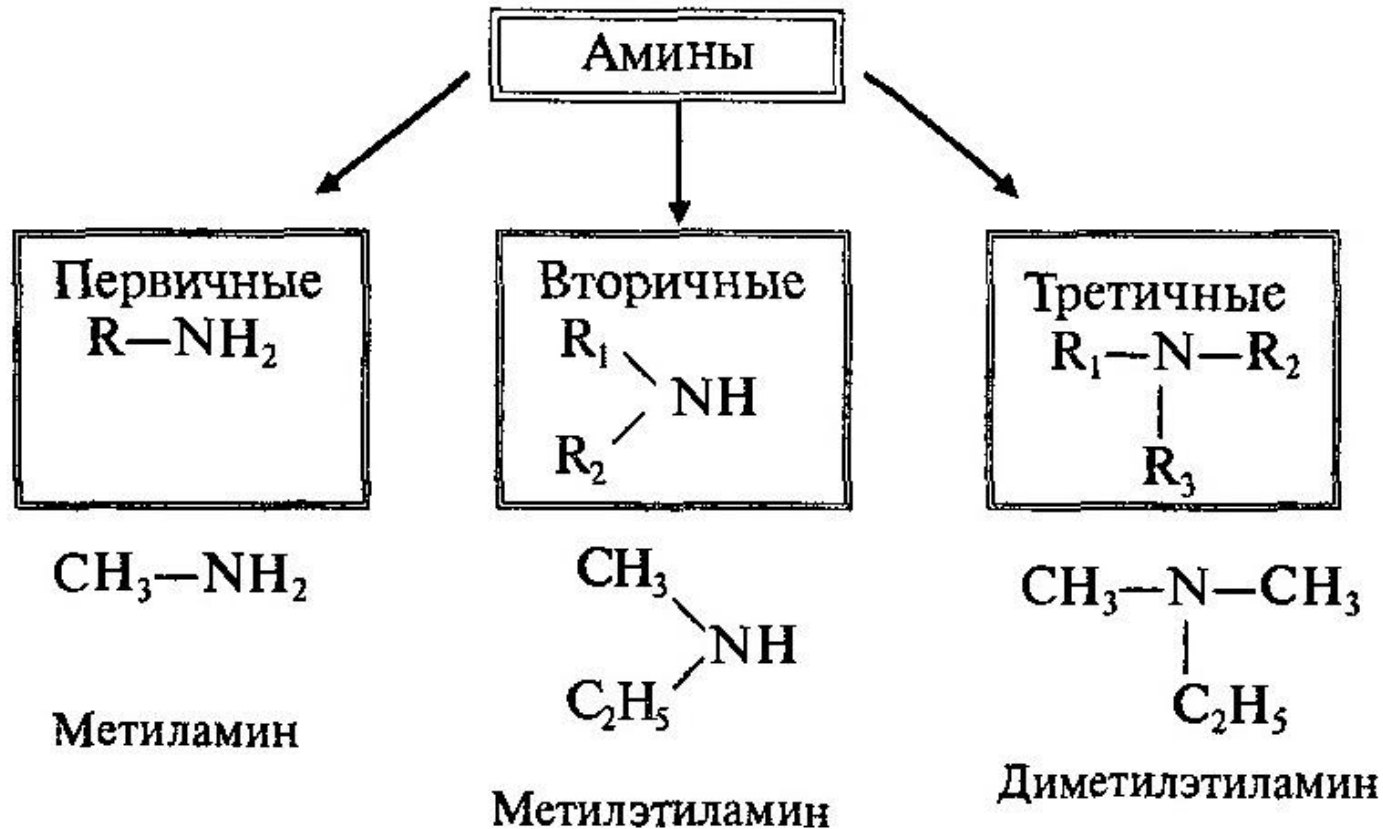 Амины
Первичные
R—NH₂
Вторичные
R₁
NH
R₂
Третичные
R₁—N—R₂
R₃
CH₃—NH₂
Метиламин
CH₃
NH
C₂H₅
Метилэтиламин
CH₃—N—CH₃
C₂H₅
Диметилэтиламин